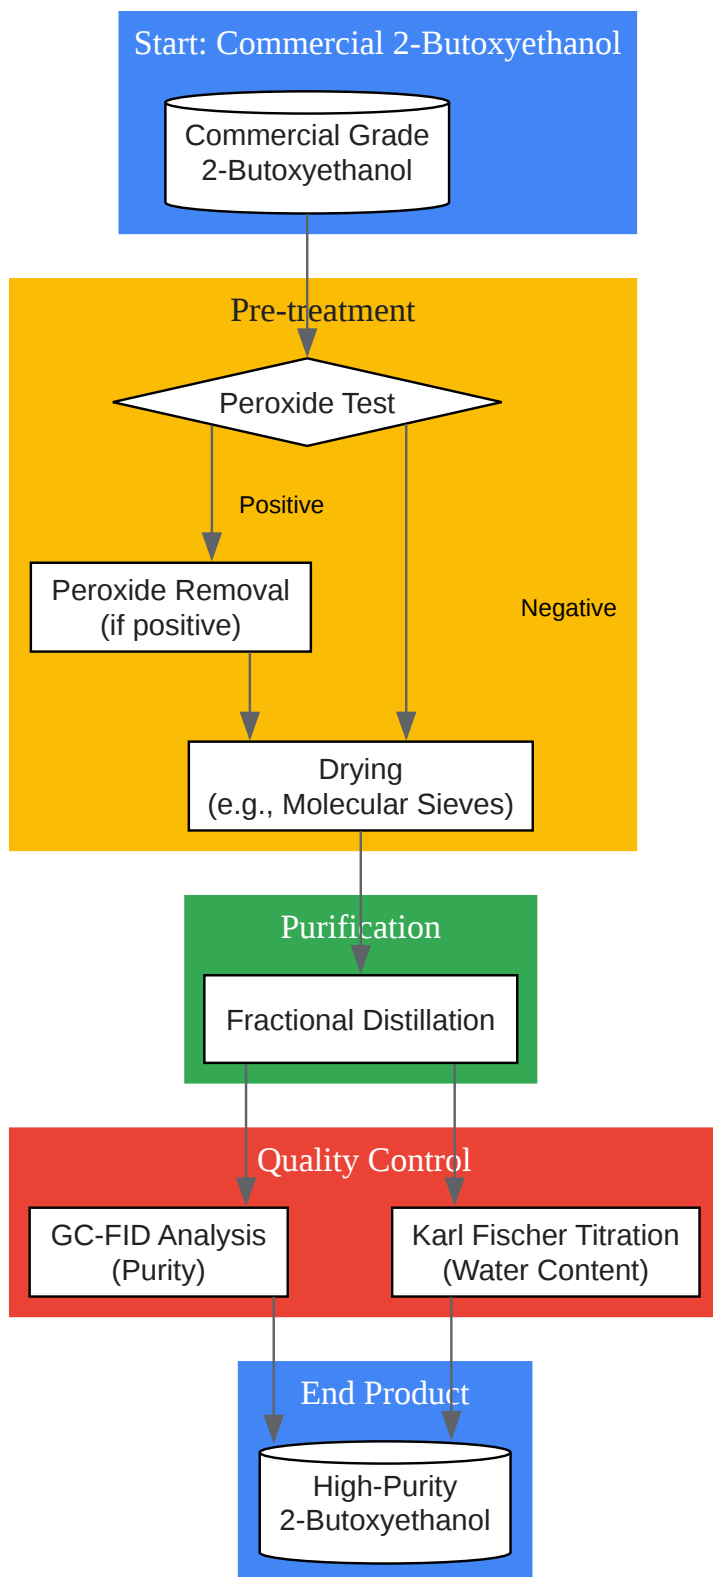 Start: Commercial 2-Butoxyethanol
Commercial Grade
2-Butoxyethanol
Pre-treatment
Peroxide Test
Positive
Peroxide Removal
(if positive)
Negative
Drying
(e.g., Molecular Sieves)
Purification
Fractional Distillation
Quality Control
GC-FID Analysis
(Purity)
Karl Fischer Titration
(Water Content)
End Product
High-Purity
2-Butoxyethanol